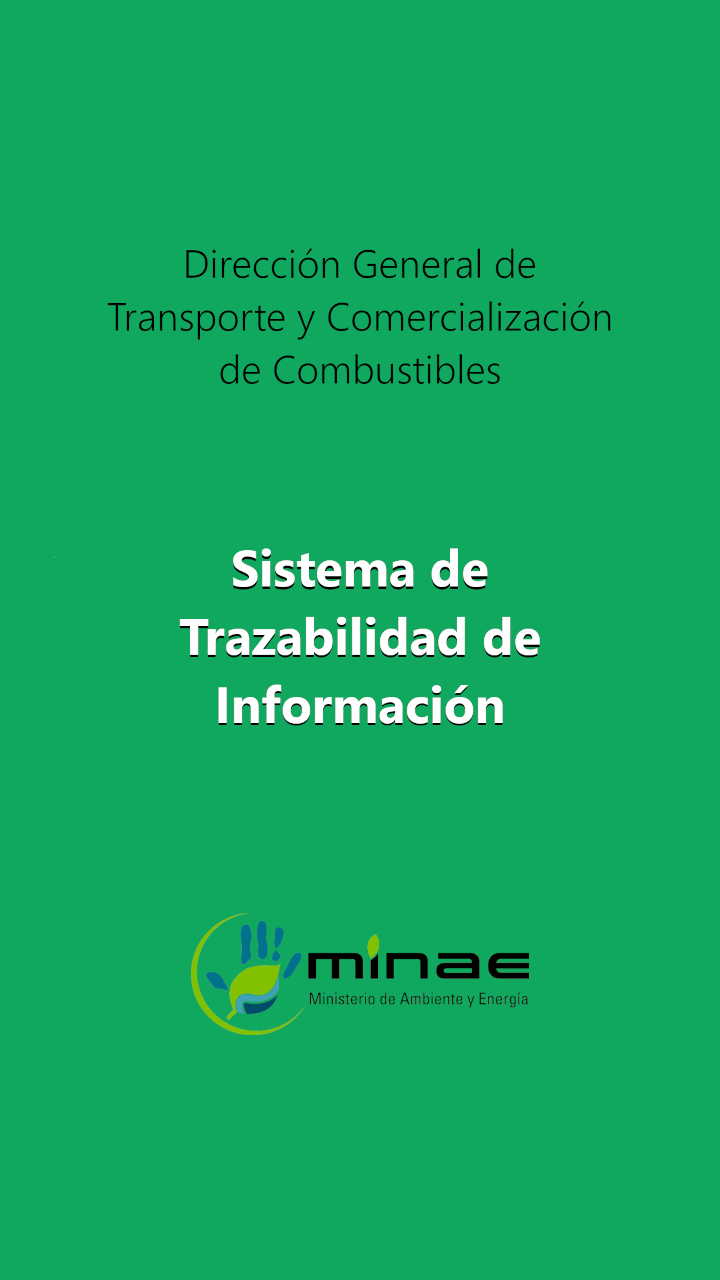 Dirección General de
Transporte y Comercialización
de Combustibles
Sistema de
Trazabilidad de
Información
minae
Ministerio de Ambiente y Energía